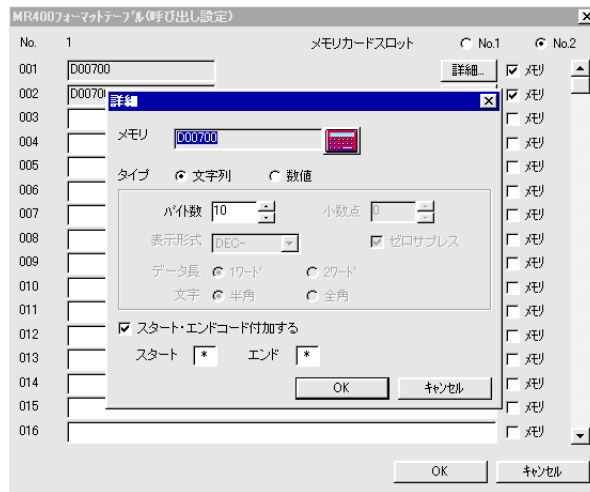 MR400フォーマットテーブル(呼び出し設定)
No. 1 メモリカードスロット No.1 No.2
001 D00700 詳細... メモリ
002 D0070 メモリ
詳細
003 メモリ
004 メモリ
メモリ D00700
005 メモリ
タイプ 文字列 数値
006 メモリ
007 メモリ
バイト数 10 小数点 0
008 メモリ
表示形式 DEC- ゼロサプレス
009 メモリ
データ長 1ワード 2ワード
010 メモリ
文字 半角 全角
011 メモリ
012 メモリ
スタート・エンドコード付加する
013 メモリ
スタート * エンド *
014 メモリ
OK キャンセル
015 メモリ
016 メモリ
OK キャンセル